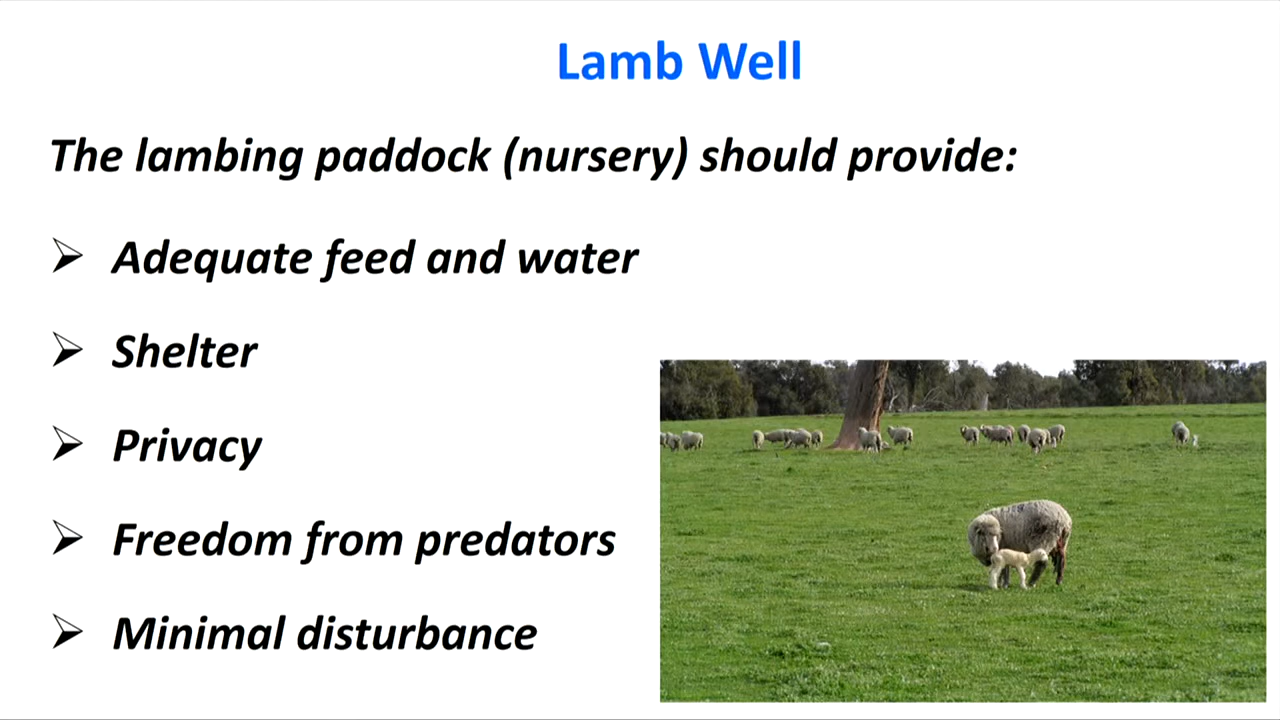 Lamb Well
The lambing paddock (nursery) should provide:
➢ Adequate feed and water
➢ Shelter
➢ Privacy
➢ Freedom from predators
➢ Minimal disturbance